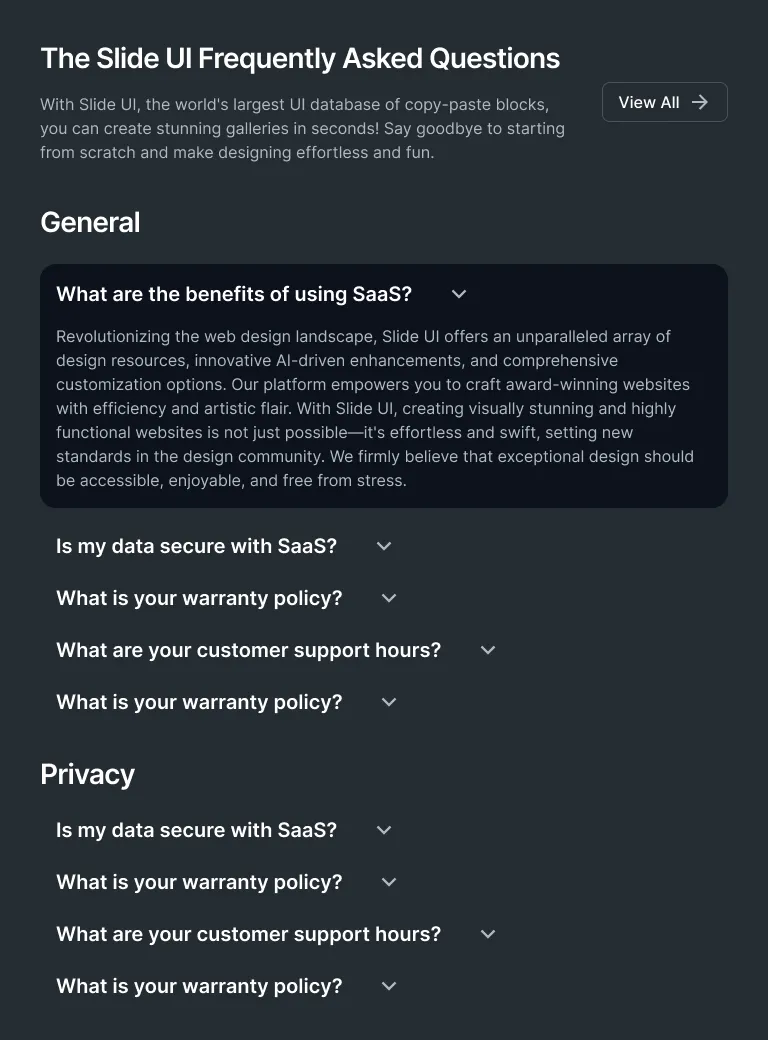 The Slide UI Frequently Asked Questions
With Slide UI, the world's largest UI database of copy-paste blocks,
you can create stunning galleries in seconds! Say goodbye to starting
from scratch and make designing effortless and fun.
View All
General
What are the benefits of using SaaS?
Revolutionizing the web design landscape, Slide UI offers an unparalleled array of
design resources, innovative AI-driven enhancements, and comprehensive
customization options. Our platform empowers you to craft award-winning websites
with efficiency and artistic flair. With Slide UI, creating visually stunning and highly
functional websites is not just possible—it's effortless and swift, setting new
standards in the design community. We firmly believe that exceptional design should
be accessible, enjoyable, and free from stress.
Is my data secure with SaaS?
What is your warranty policy?
What are your customer support hours?
What is your warranty policy?
Privacy
Is my data secure with SaaS?
What is your warranty policy?
What are your customer support hours?
What is your warranty policy?